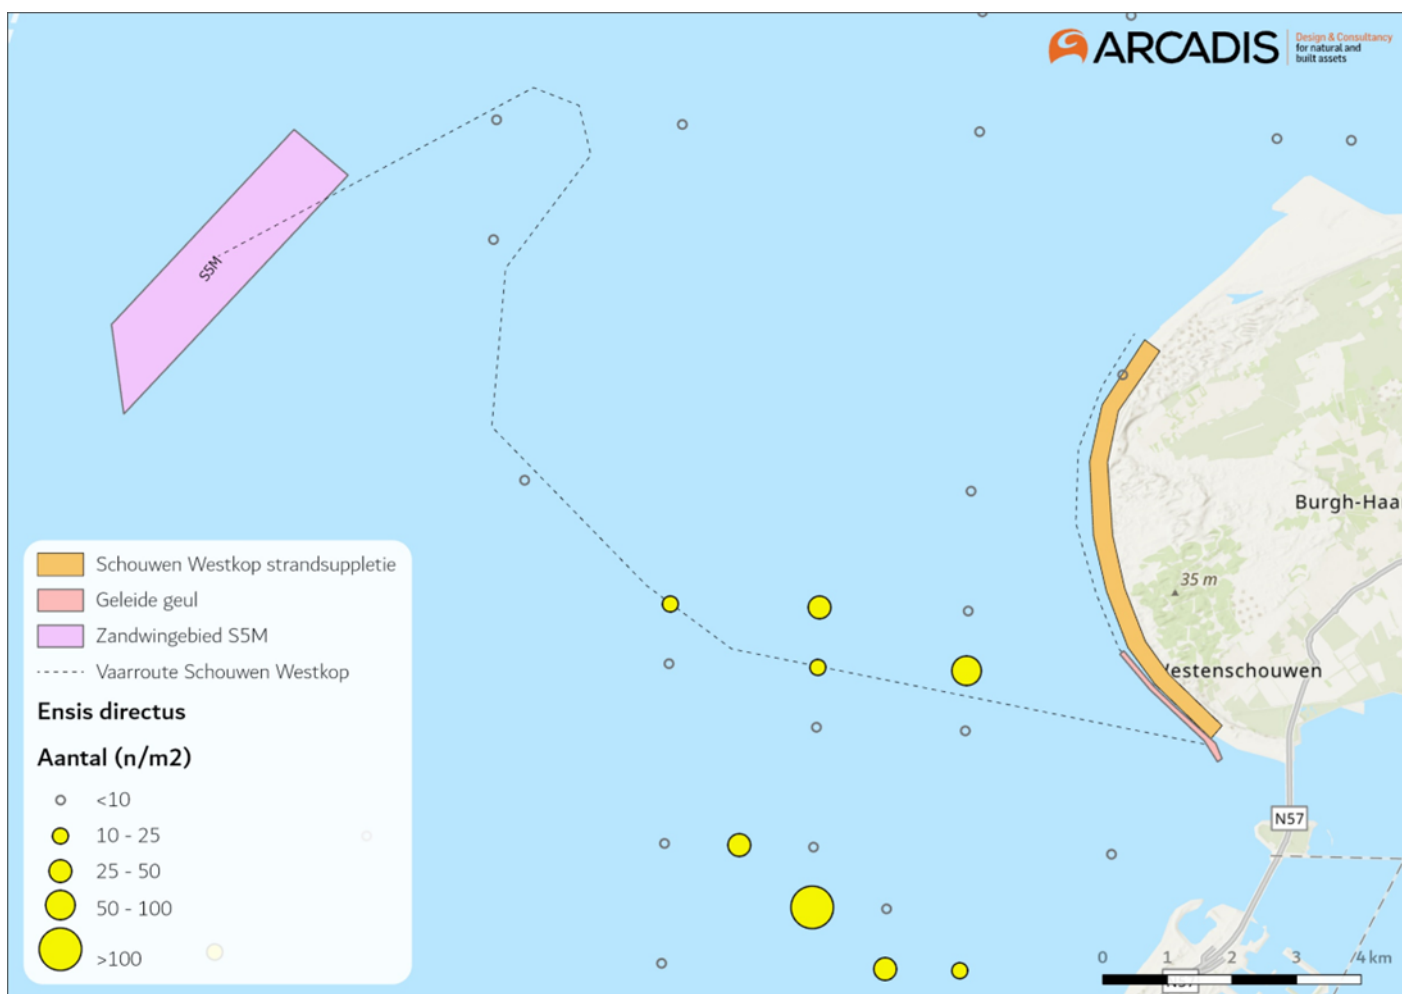 ARCADIS
Design & Consultancy
for natural and
built assets
S5M
Burgh-Haa
35 m
Vestenschouwen
N57
Schouwen Westkop strandsuppletie
Geleide geul
Zandwingebied S5M
Vaarroute Schouwen Westkop
Ensis directus
Aantal (n/m2)
<10
10 - 25
25 - 50
50 - 100
>100
0 1 2 3 4 km
N57